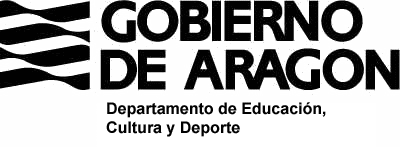 GOBIERNO
DE ARAGON
Departamento de Educación,
Cultura y Deporte